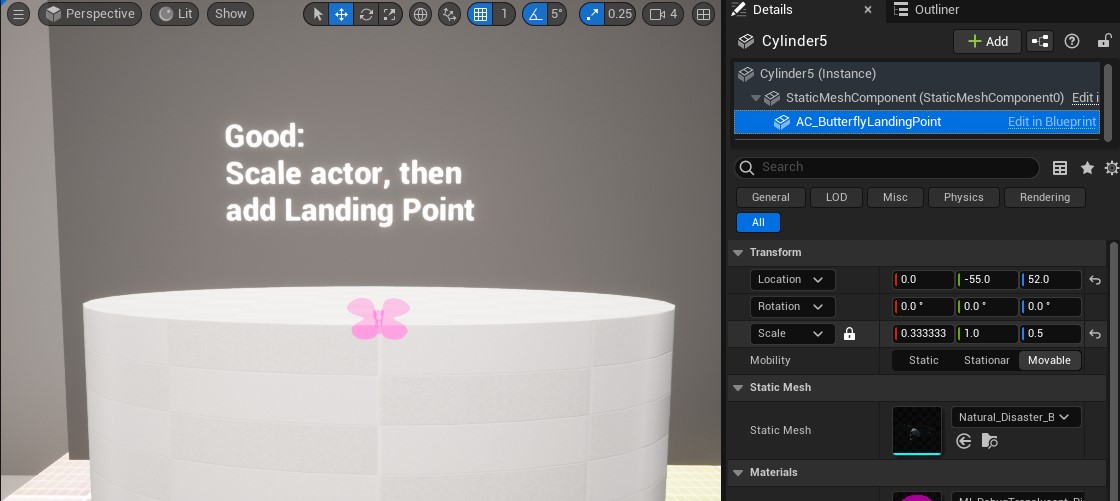 Perspective
Lit
Show
1
5°
0.25
4
Good:
Scale actor, then
add Landing Point
Details
Outliner
Cylinder5
Add
Cylinder5 (Instance)
StaticMeshComponent (StaticMeshComponent0)
Edit i
AC_ButterflyLandingPoint
Edit in Blueprint
Search
General
LOD
Misc
Physics
Rendering
All
Transform
Location
0.0
-55.0
52.0
Rotation
0.0 °
0.0 °
0.0 °
Scale
0.333333
1.0
0.5
Mobility
Static
Stationar
Movable
Static Mesh
Static Mesh
Natural_Disaster_B
Materials